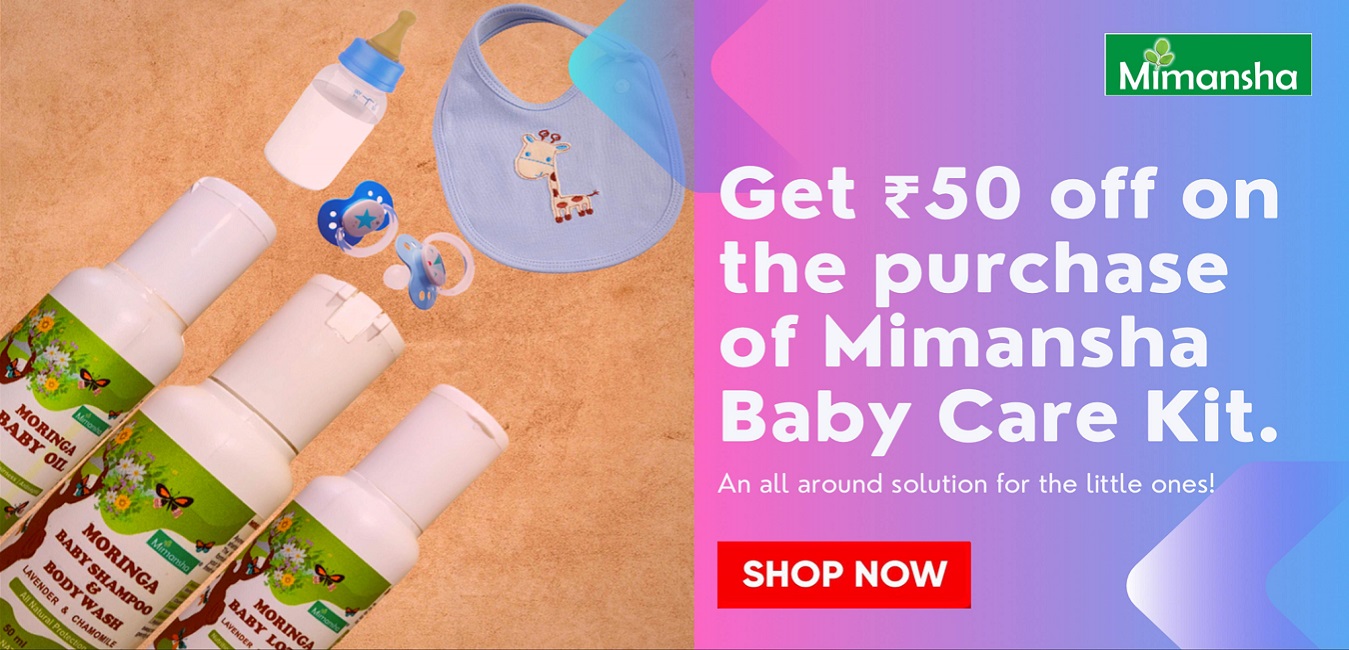 Mimansha
Get ₹50 off on
the purchase
of Mimansha
Baby Care Kit.
An all around solution for the little ones!
SHOP NOW
Mimansha
MORINGA
BABY OIL
Mimansha
MORINGA
BABY SHAMPOO
&
BODY WASH
LAVENDER & CHAMOMILE
All Natural Protection
50 ml
Mimansha
MORINGA
BABY
LAVENDER